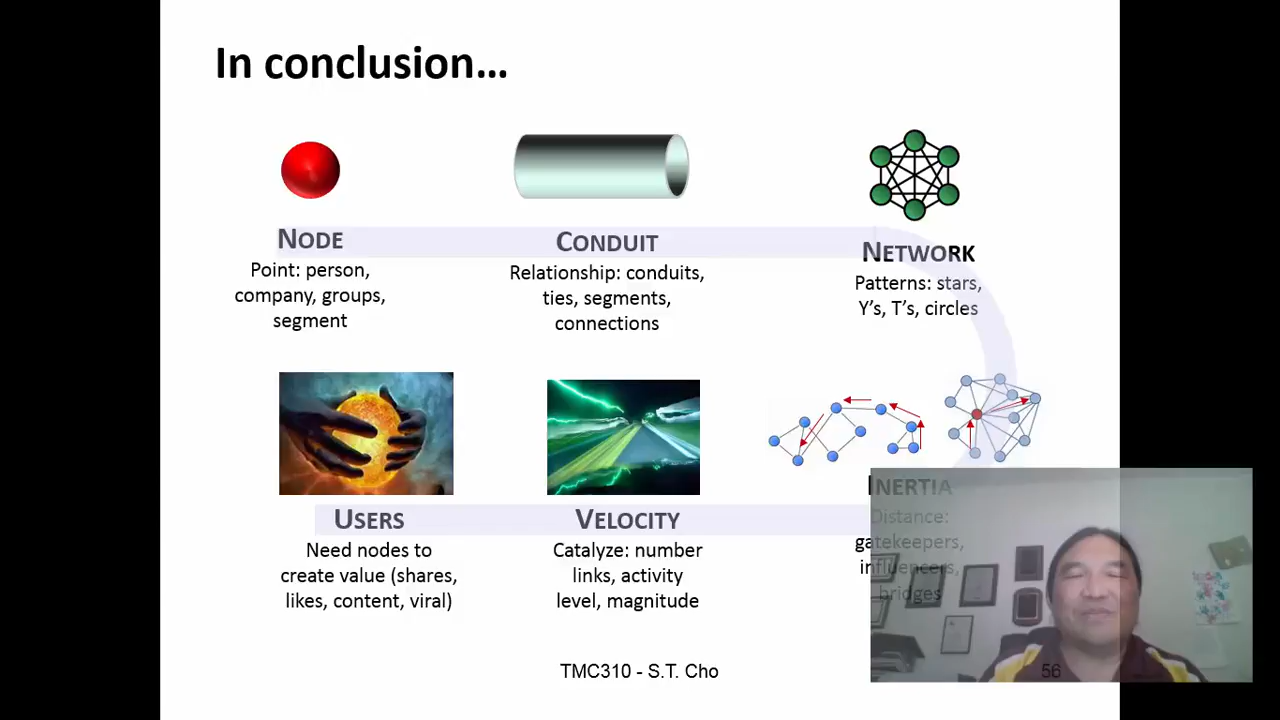 In conclusion…
NODE
Point: person,
company, groups,
segment
CONDUIT
Relationship: conduits,
ties, segments,
connections
NETWORK
Patterns: stars,
Y's, T's, circles
USERS
Need nodes to
create value (shares,
likes, content, viral)
VELOCITY
Catalyze: number
links, activity
level, magnitude
INERTIA
Distance:
gatekeepers,
influencers,
bridges
TMC310 - S.T. Cho
56